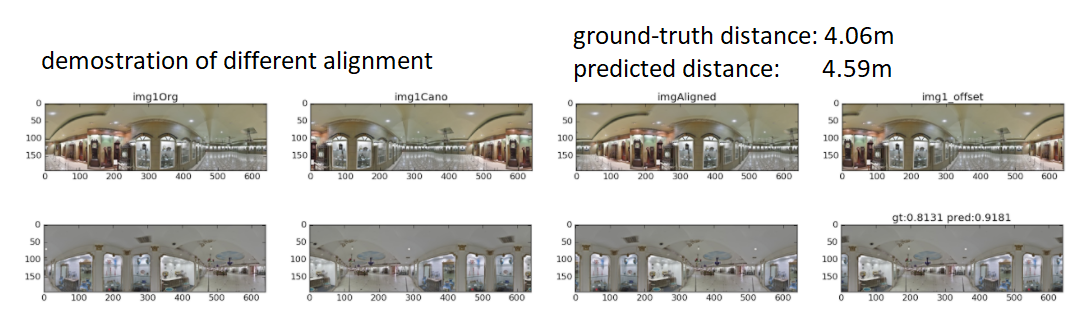 demostration of different alignment
ground-truth distance: 4.06m
predicted distance: 4.59m
img1Org img1Cano imgAligned img1_offset
0 0 0 0
50 50 50 50
100 100 100 100
150 150 150 150
0 100 200 300 400 500 600 0 100 200 300 400 500 600 0 100 200 300 400 500 600 0 100 200 300 400 500 600
gt:0.8131 pred:0.9181
0 0 0 0
50 50 50 50
100 100 100 100
150 150 150 150
0 100 200 300 400 500 600 0 100 200 300 400 500 600 0 100 200 300 400 500 600 0 100 200 300 400 500 600